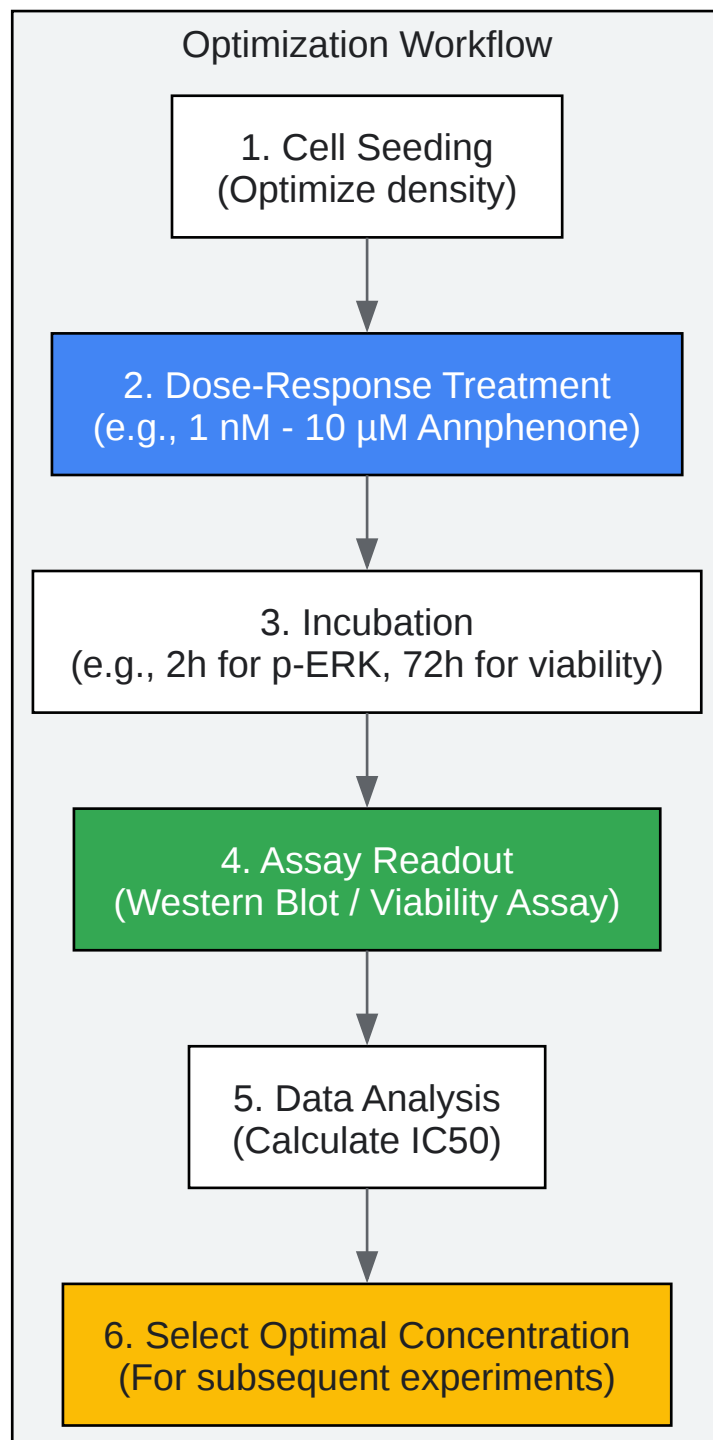 Optimization Workflow
1. Cell Seeding
(Optimize density)
2. Dose-Response Treatment
(e.g., 1 nM - 10 µM Annphenone)
3. Incubation
(e.g., 2h for p-ERK, 72h for viability)
4. Assay Readout
(Western Blot / Viability Assay)
5. Data Analysis
(Calculate IC50)
6. Select Optimal Concentration
(For subsequent experiments)